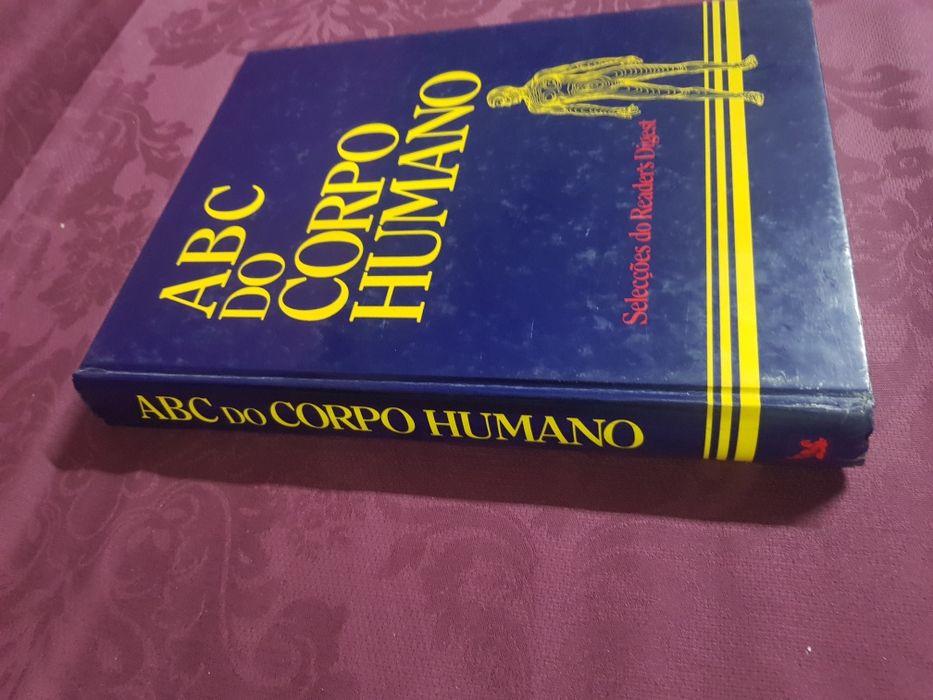 ABC
DO
CORPO
HUMANO
Selecções do Reader's Digest
ABC DO CORPO HUMANO